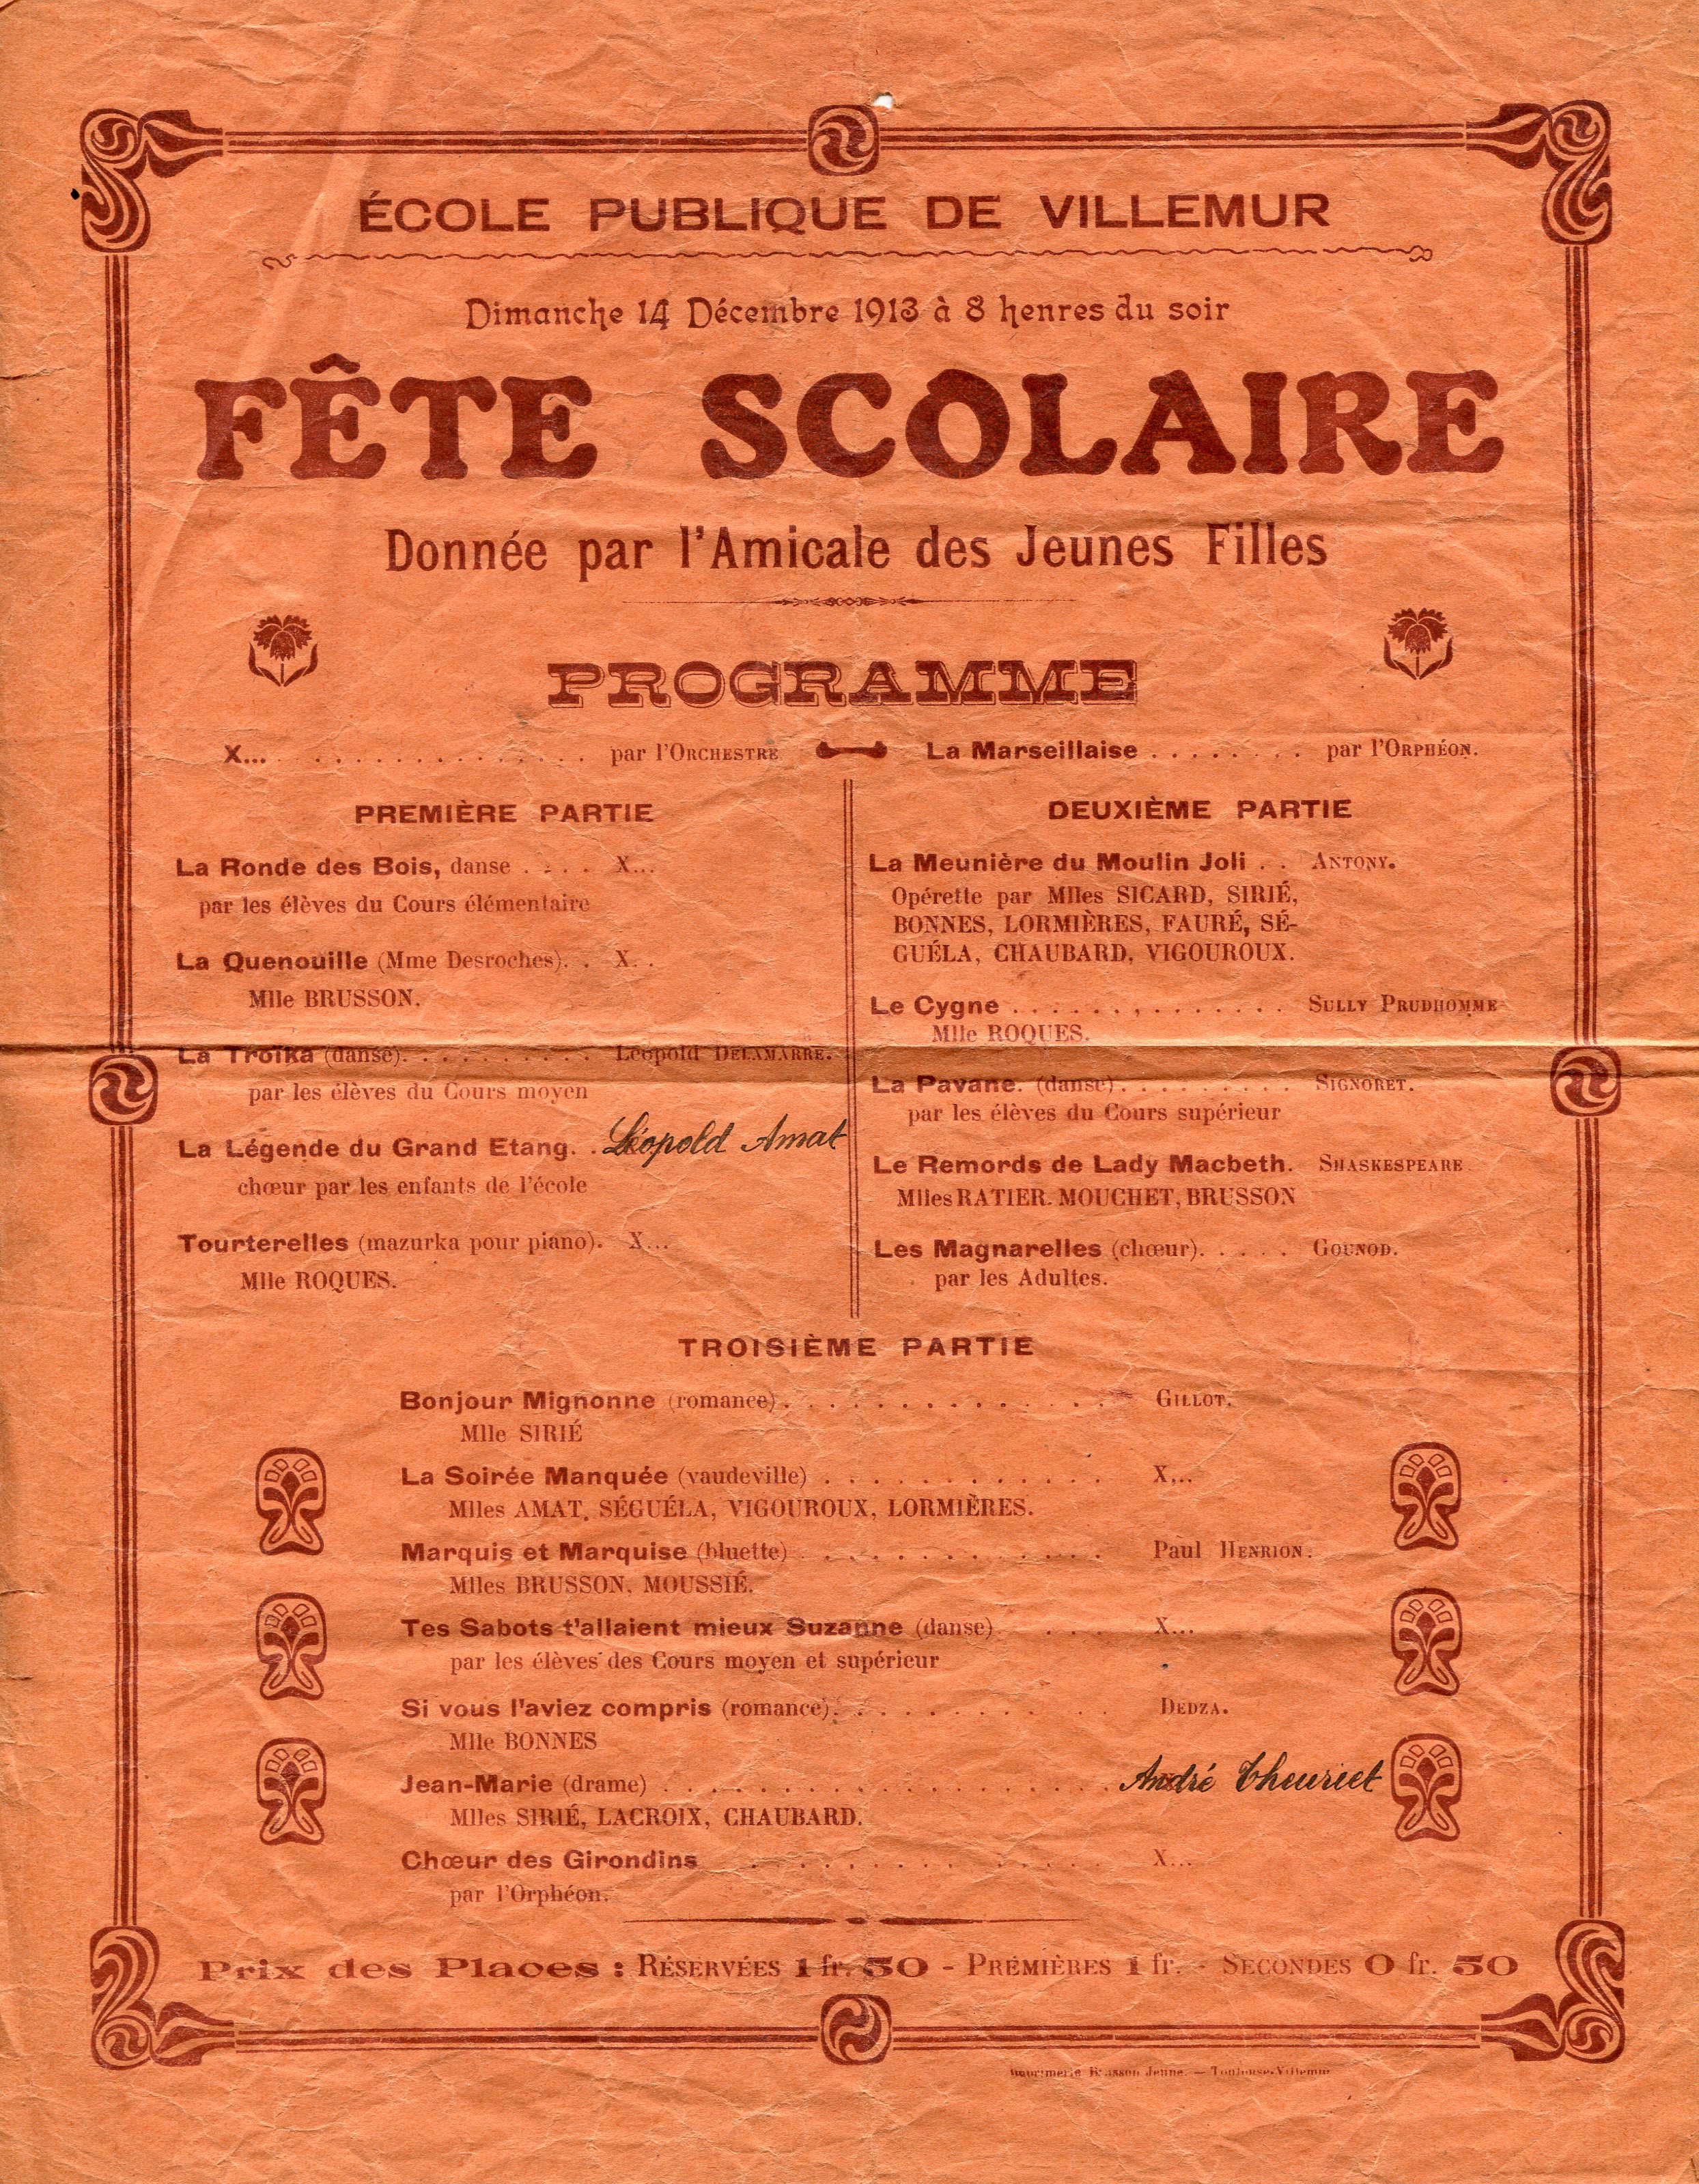 ÉCOLE PUBLIQUE DE VILLEMUR
Dimanche 14 Décembre 1913 à 8 henres du soir
FÊTE SCOLAIRE
Donnée par l'Amicale des Jeunes Filles
PROGRAMME
X... . . . . . . . . . . . . . . . par l'ORCHESTRE
La Marseillaise . . . . . . . . par l'ORPHÉON.
PREMIÈRE PARTIE
La Ronde des Bois, danse . . . . X...
par les élèves du Cours élémentaire
La Quenouille (Mme Desroches). . X. .
Mlle BRUSSON.
La Troïka (danse). . . . . . . . . . Léopold DELAMARRE.
par les élèves du Cours moyen
La Légende du Grand Etang. . Léopold Amat
chœur par les enfants de l'école
Tourterelles (mazurka pour piano). X...
Mlle ROQUES.
DEUXIÈME PARTIE
La Meunière du Moulin Joli . . ANTONY.
Opérette par Mlles SICARD, SIRIÉ,
BONNES, LORMIÈRES, FAURÉ, SÉ-
GUÉLA, CHAUBARD, VIGOUROUX.
Le Cygne . . . . . . . . . . . . . . SULLY PRUDHOMME
Mlle ROQUES.
La Pavane. (danse). . . . . . . . . SIGNORET.
par les élèves du Cours supérieur
Le Remords de Lady Macbeth. SHASKESPEARE
Mlles RATIER. MOUCHET, BRUSSON
Les Magnarelles (chœur). . . . . GOUNOD.
par les Adultes.
TROISIÈME PARTIE
Bonjour Mignonne (romance). . . . . . . . . . . . . GILLOT.
Mlle SIRIÉ
La Soirée Manquée (vaudeville) . . . . . . . . . . . . X...
Mlles AMAT, SÉGUÉLA, VIGOUROUX, LORMIÈRES.
Marquis et Marquise (bluette) . . . . . . . . . . . . Paul HENRION.
Mlles BRUSSON, MOUSSIÉ.
Tes Sabots t'allaient mieux Suzanne (danse) . . . . X...
par les élèves des Cours moyen et supérieur
Si vous l'aviez compris (romance). . . . . . . . . . DEDZA.
Mlle BONNES
Jean-Marie (drame) . . . . . . . . . . . . . . . . . . André Theuriet
Mlles SIRIÉ, LACROIX, CHAUBARD.
Chœur des Girondins . . . . . . . . . . . . . . . X...
par l'Orphéon.
Prix des Places : RÉSERVÉES 1 fr. 50 - PREMIÈRES 1 fr. - SECONDES 0 fr. 50
Imprimerie Brusson Jeune. — Toulouse-Villemur